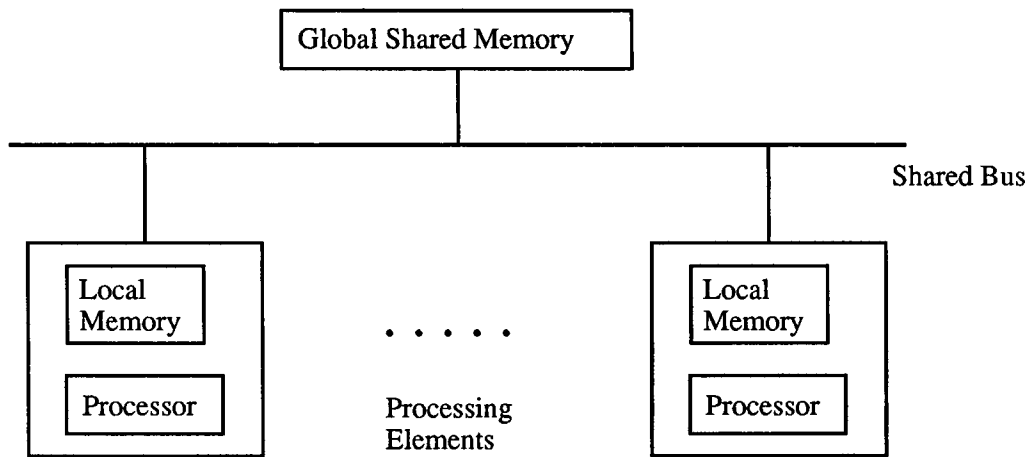 Global Shared Memory
Shared Bus
Local
Memory
Processor
Local
Memory
Processor
Processing
Elements